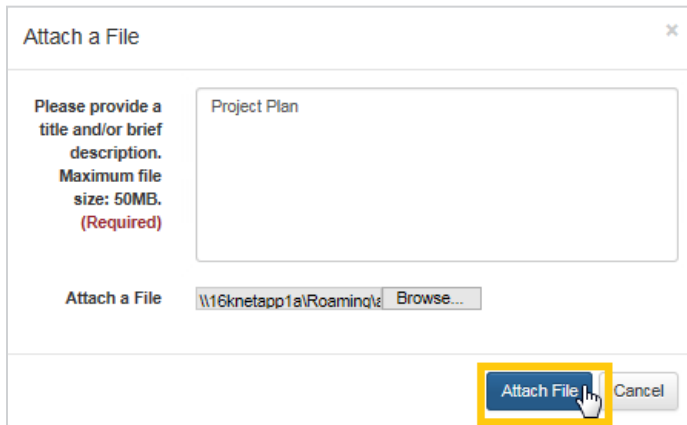 Attach a File
×
Please provide a
title and/or brief
description.
Maximum file
size: 50MB.
(Required)
Project Plan
Attach a File
\\16knetapp1a\Roaming\a
Browse...
Attach File
Cancel